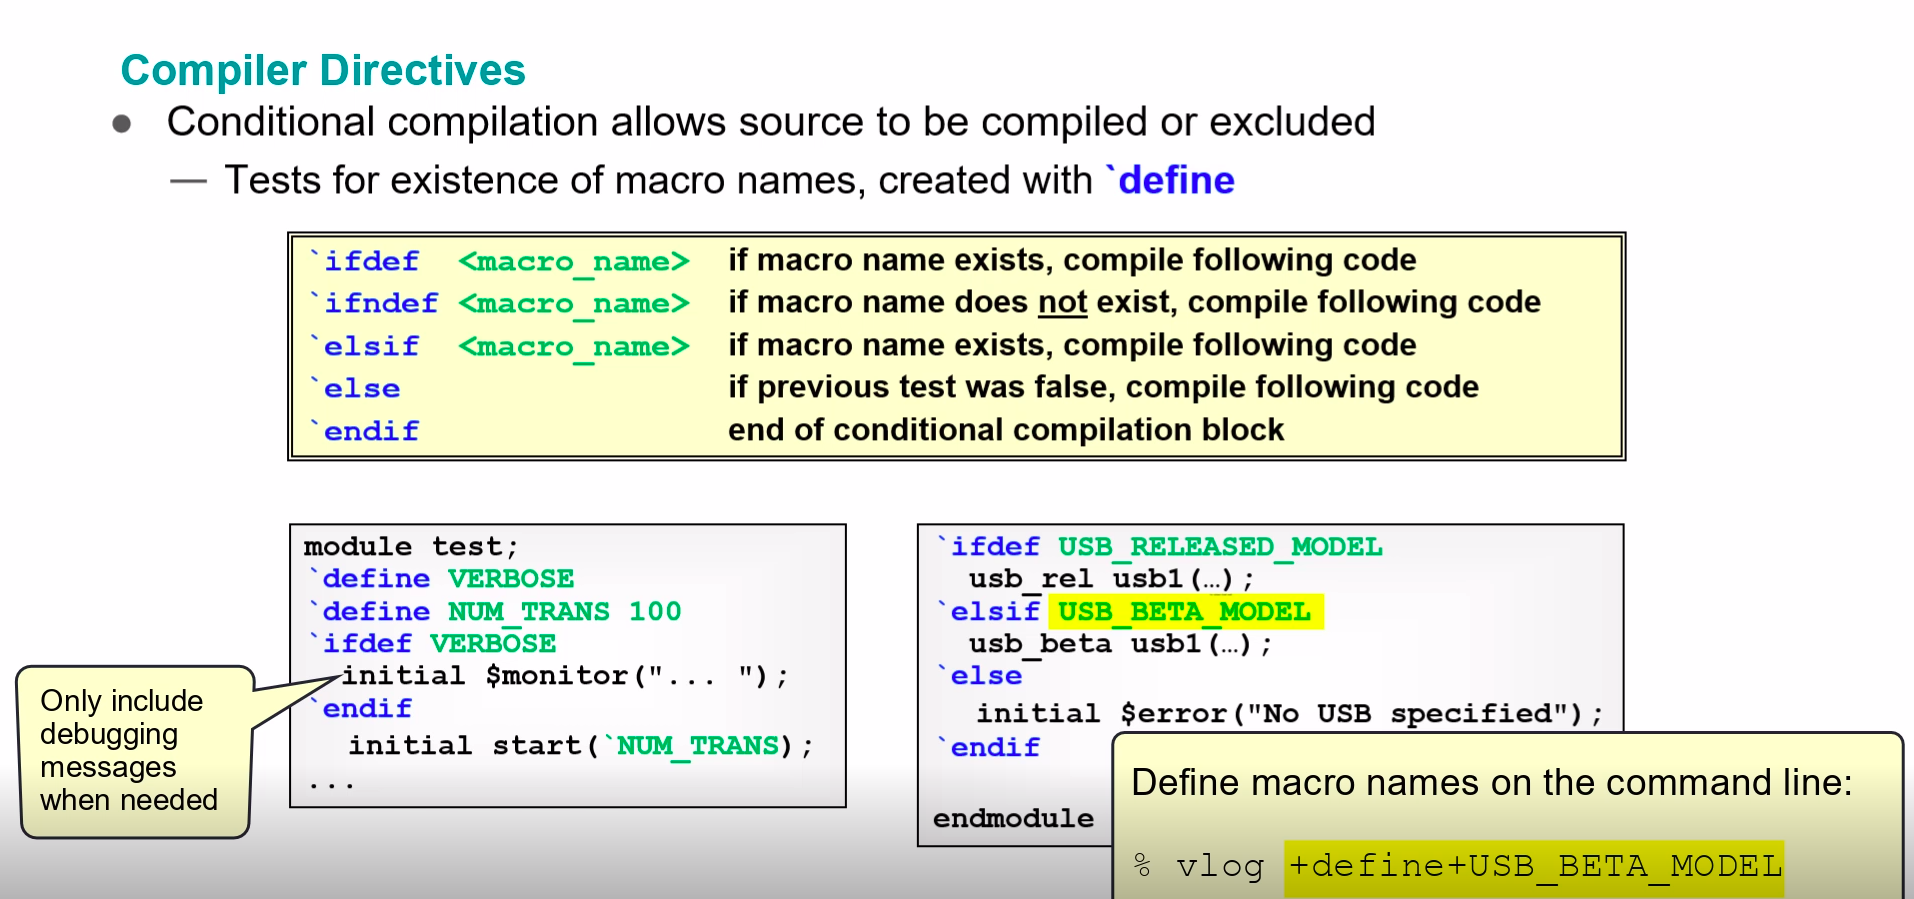 Compiler Directives
● Conditional compilation allows source to be compiled or excluded
— Tests for existence of macro names, created with `define
`ifdef <macro_name> if macro name exists, compile following code
`ifndef <macro_name> if macro name does not exist, compile following code
`elsif <macro_name> if macro name exists, compile following code
`else if previous test was false, compile following code
`endif end of conditional compilation block
module test;
`define VERBOSE
`define NUM_TRANS 100
`ifdef VERBOSE
initial $monitor("... ");
`endif
initial start(`NUM_TRANS);
...
Only include
debugging
messages
when needed
`ifdef USB_RELEASED_MODEL
usb_rel usb1(…);
`elsif USB_BETA_MODEL
usb_beta usb1(…);
`else
initial $error("No USB specified");
`endif
endmodule
Define macro names on the command line:
% vlog +define+USB_BETA_MODEL